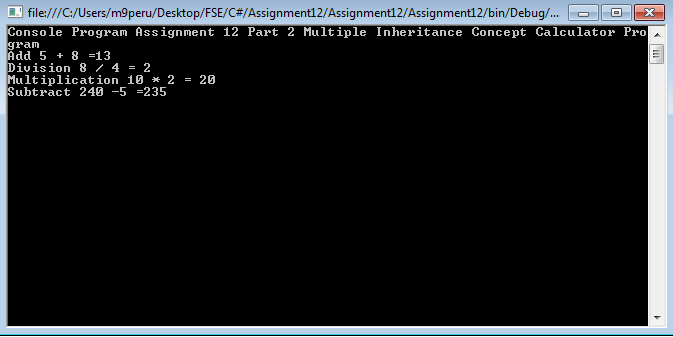 file:///C:/Users/m9peru/Desktop/FSE/C#/Assignment12/Assignment12/Assignment12/bin/Debug/...
Console Program Assignment 12 Part 2 Multiple Inheritance Concept Calculator Pro
gram
Add 5 + 8 =13
Division 8 / 4 = 2
Multiplication 10 * 2 = 20
Subtract 240 -5 =235